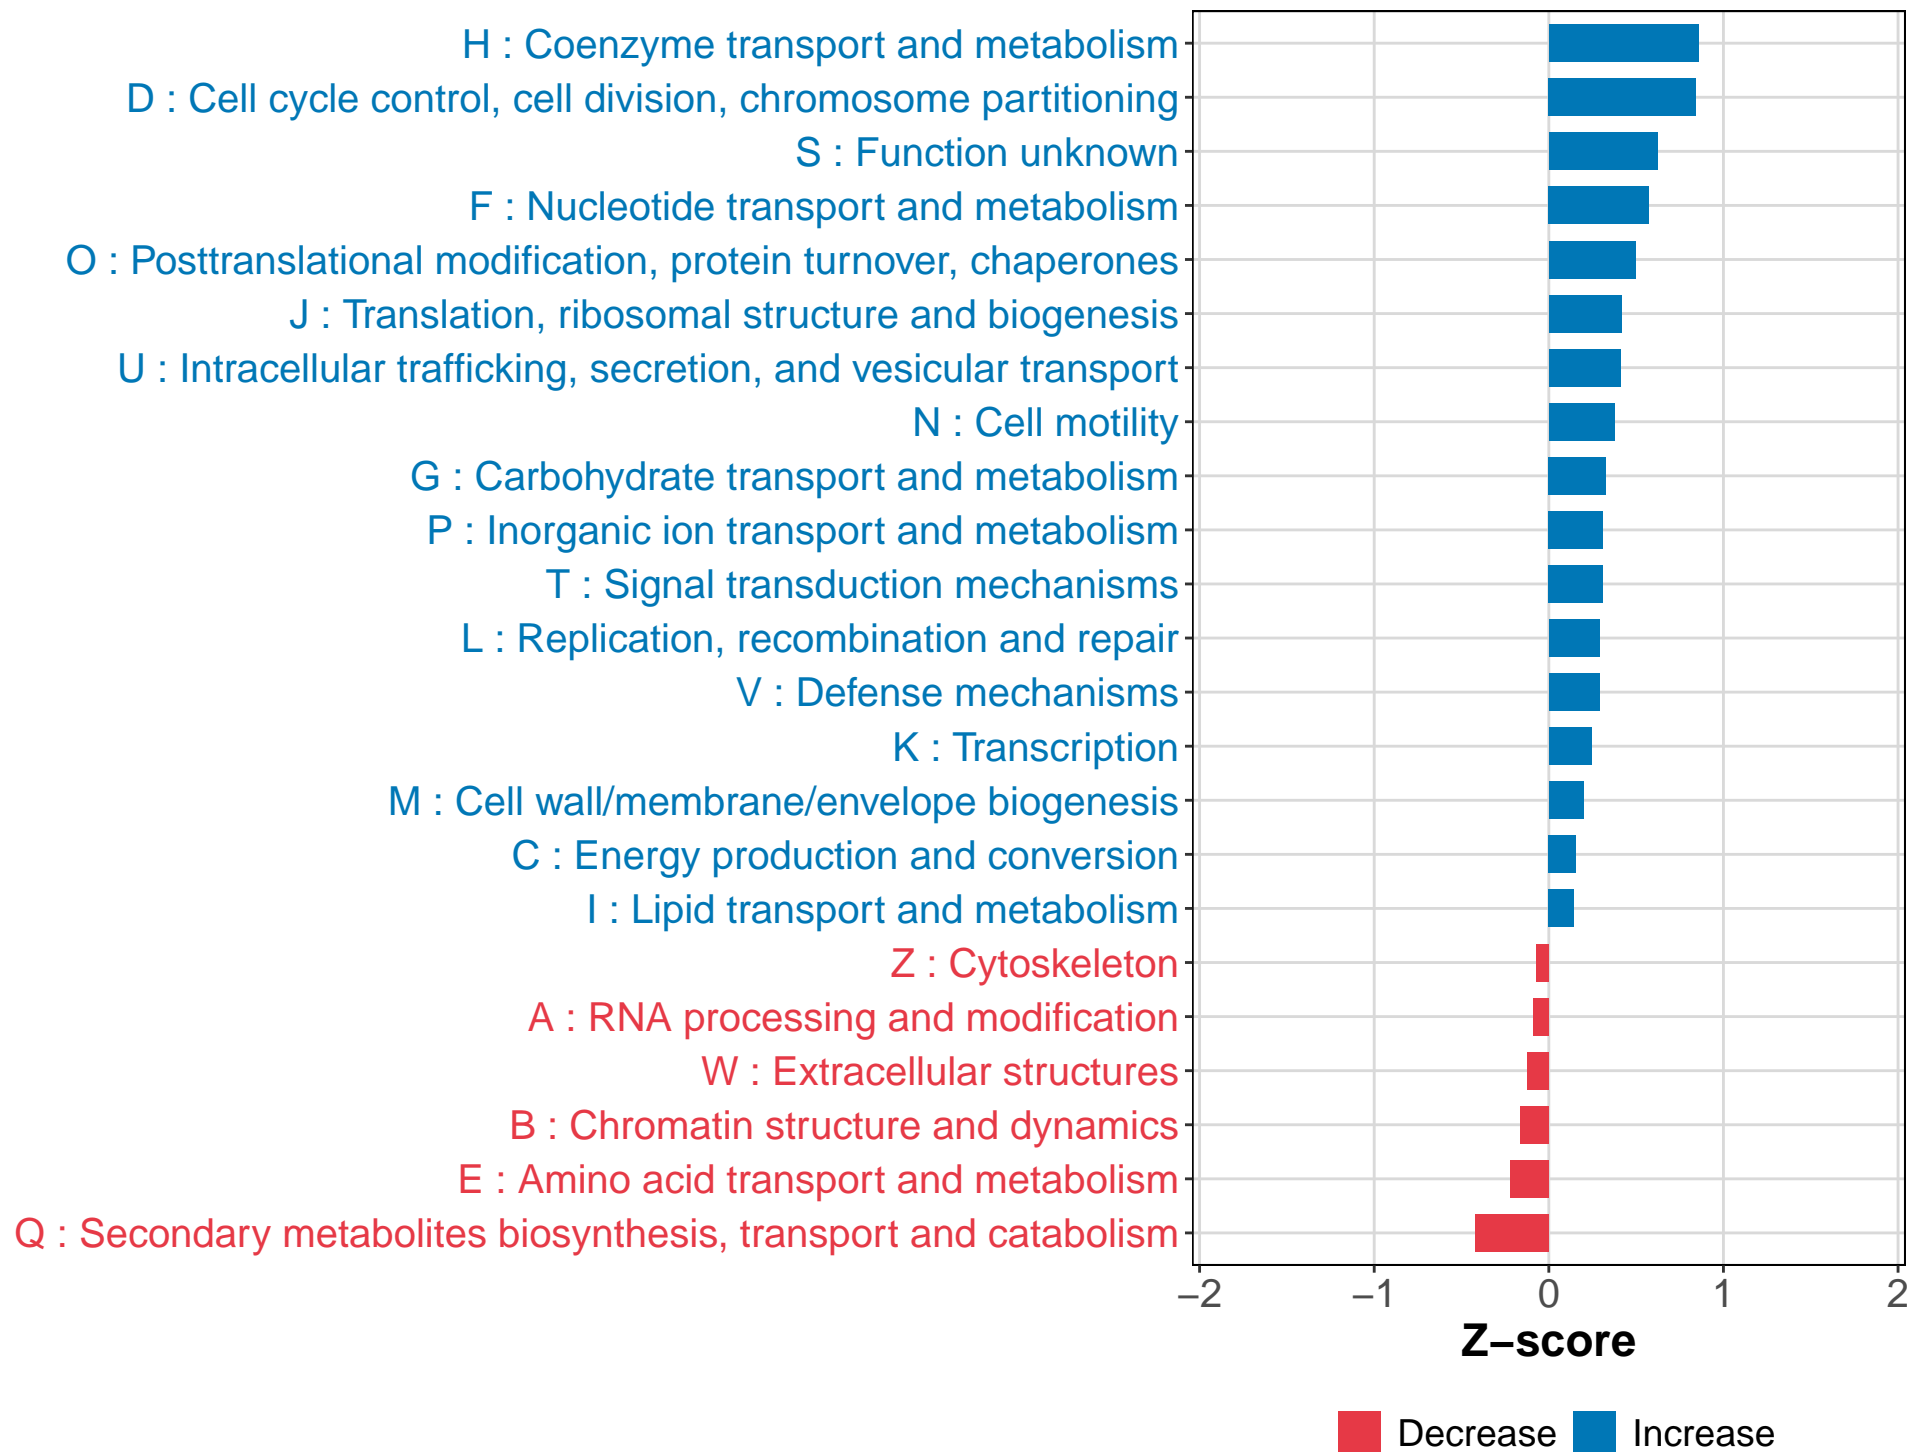 H : Coenzyme transport and metabolism
D : Cell cycle control, cell division, chromosome partitioning
S : Function unknown
F : Nucleotide transport and metabolism
O : Posttranslational modification, protein turnover, chaperones
J : Translation, ribosomal structure and biogenesis
U : Intracellular trafficking, secretion, and vesicular transport
N : Cell motility
G : Carbohydrate transport and metabolism
P : Inorganic ion transport and metabolism
T : Signal transduction mechanisms
L : Replication, recombination and repair
V : Defense mechanisms
K : Transcription
M : Cell wall/membrane/envelope biogenesis
C : Energy production and conversion
I : Lipid transport and metabolism
Z : Cytoskeleton
A : RNA processing and modification
W : Extracellular structures
B : Chromatin structure and dynamics
E : Amino acid transport and metabolism
Q : Secondary metabolites biosynthesis, transport and catabolism
−2 −1 0 1 2
Z−score
Decrease Increase